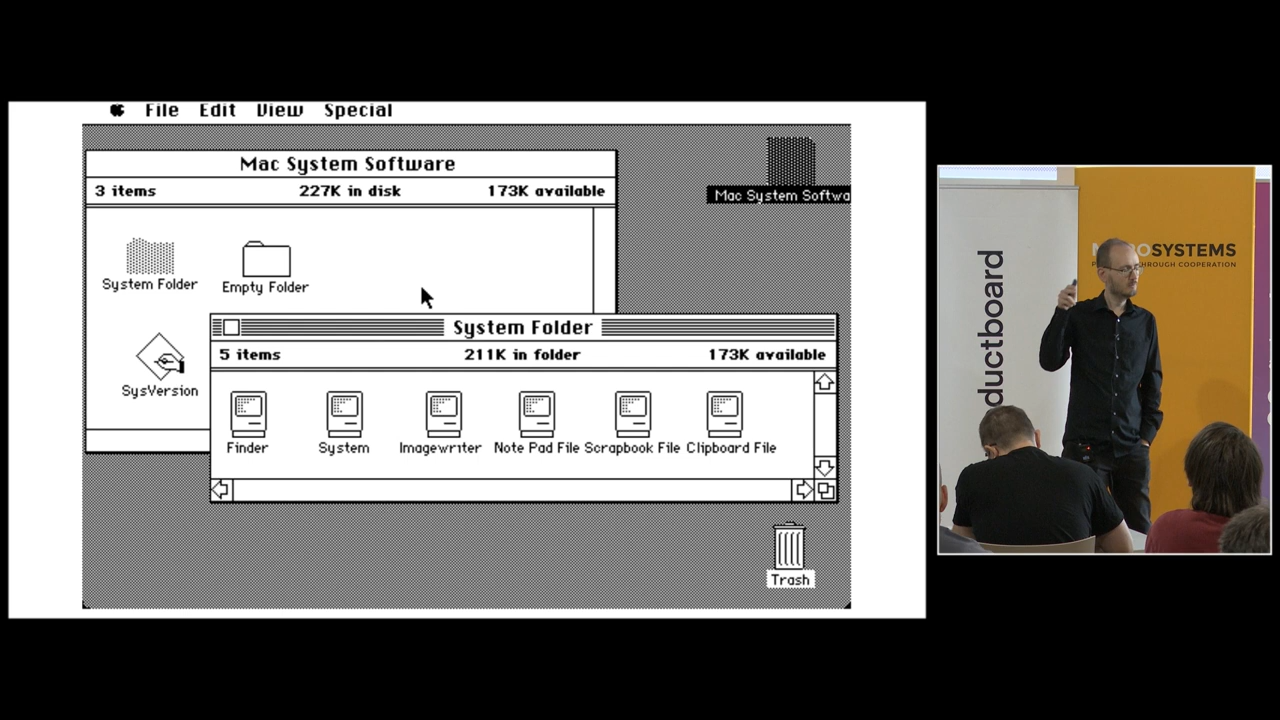 File Edit View Special
Mac System Software
3 items 227K in disk 173K available
Mac System Softwa
System Folder
Empty Folder
SysVersion
System Folder
5 items 211K in folder 173K available
Finder
System
Imagewriter
Note Pad File
Scrapbook File
Clipboard File
Trash
ductboard
OSYSTEMS
HROUGH COOPERATION